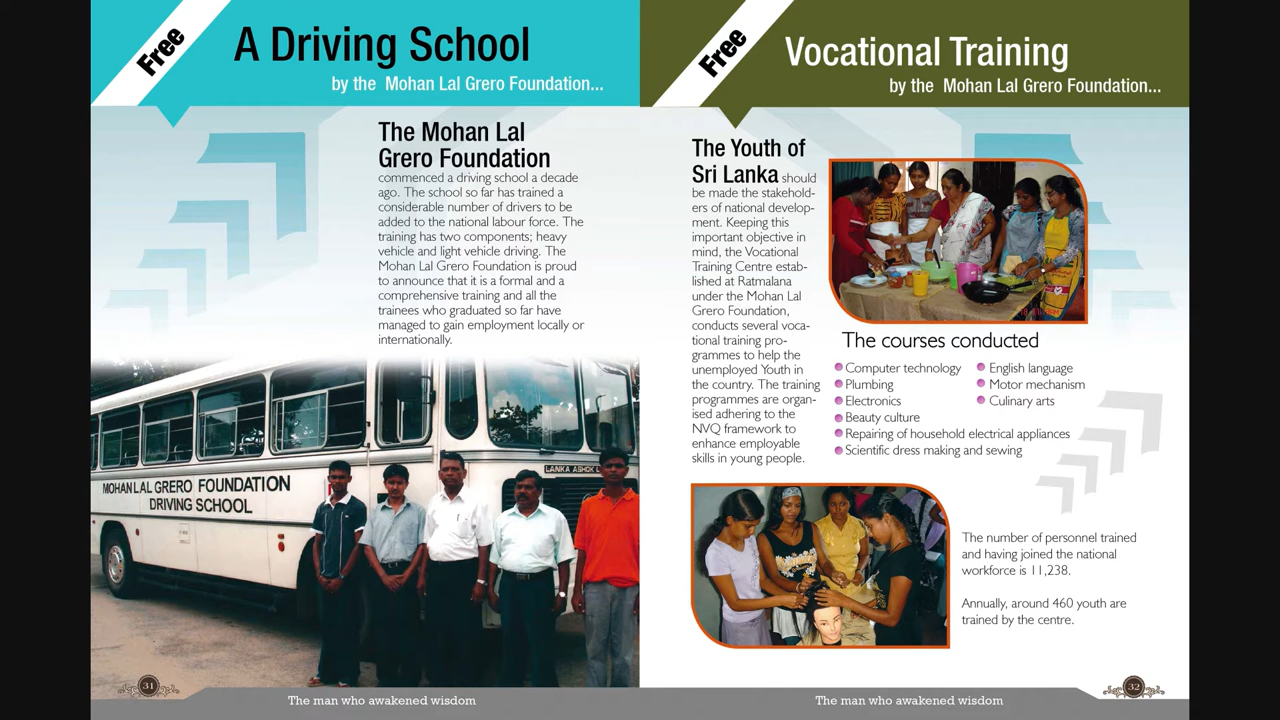 Free
A Driving School
by the Mohan Lal Grero Foundation...
The Mohan Lal
Grero Foundation
commenced a driving school a decade
ago. The school so far has trained a
considerable number of drivers to be
added to the national labour force. The
training has two components; heavy
vehicle and light vehicle driving. The
Mohan Lal Grero Foundation is proud
to announce that it is a formal and a
comprehensive training and all the
trainees who graduated so far have
managed to gain employment locally or
internationally.
LANKA ASHOK L
MOHAN LAL GRERO FOUNDATION
DRIVING SCHOOL
31
The man who awakened wisdom
Free
Vocational Training
by the Mohan Lal Grero Foundation...
The Youth of
Sri Lanka should
be made the stakehold-
ers of national develop-
ment. Keeping this
important objective in
mind, the Vocational
Training Centre estab-
lished at Ratmalana
under the Mohan Lal
Grero Foundation,
conducts several voca-
tional training pro-
grammes to help the
unemployed Youth in
the country. The training
programmes are organ-
ised adhering to the
NVQ framework to
enhance employable
skills in young people.
The courses conducted
Computer technology
Plumbing
Electronics
Beauty culture
Repairing of household electrical appliances
Scientific dress making and sewing
English language
Motor mechanism
Culinary arts
The number of personnel trained
and having joined the national
workforce is 11,238.
Annually, around 460 youth are
trained by the centre.
32
The man who awakened wisdom